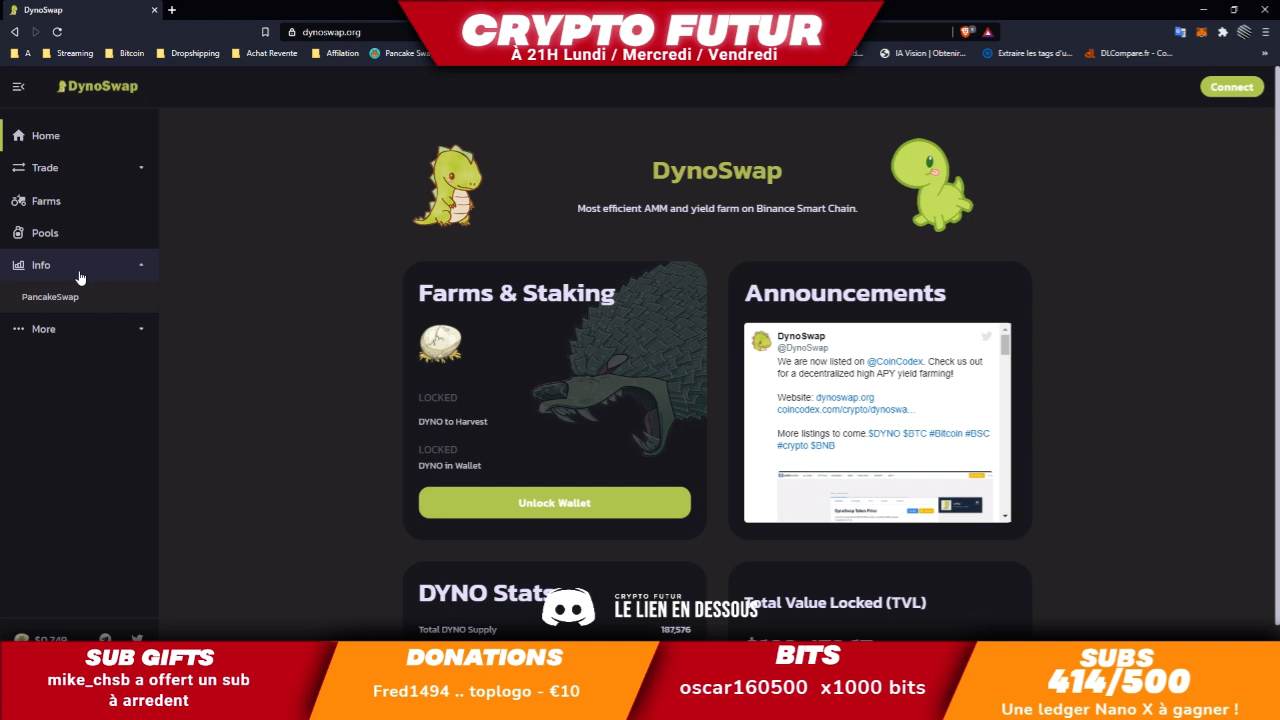 DynoSwap
CRYPTO FUTUR
À 21H Lundi / Mercredi / Vendredi
dynoswap.org
A
Streaming
Bitcoin
Dropshipping
Achat Revente
Affilation
Pancake Swa
IA Vision | Obtenir...
Extraire les tags d'u...
DLCompare.fr - Co...
DynoSwap
Connect
Home
Trade
Farms
Pools
Info
PancakeSwap
More
DynoSwap
Most efficient AMM and yield farm on Binance Smart Chain.
Farms & Staking
LOCKED
DYNO to Harvest
LOCKED
DYNO in Wallet
Unlock Wallet
Announcements
DynoSwap
@DynoSwap
We are now listed on @CoinCodex. Check us out
for a decentralized high APY yield farming!
Website: dynoswap.org
coincodex.com/crypto/dynoswa...
More listings to come.$DYNO $BTC #Bitcoin #BSC
#crypto $BNB
DYNO Stats
Total DYNO Supply
187,576
Total Value Locked (TVL)
CRYPTO FUTUR
LE LIEN EN DESSOUS
$0.749
SUB GIFTS
mike_chsb a offert un sub
à arredent
DONATIONS
Fred1494 .. toplogo - €10
BITS
oscar160500 x1000 bits
SUBS
414/500
Une ledger Nano X à gagner !